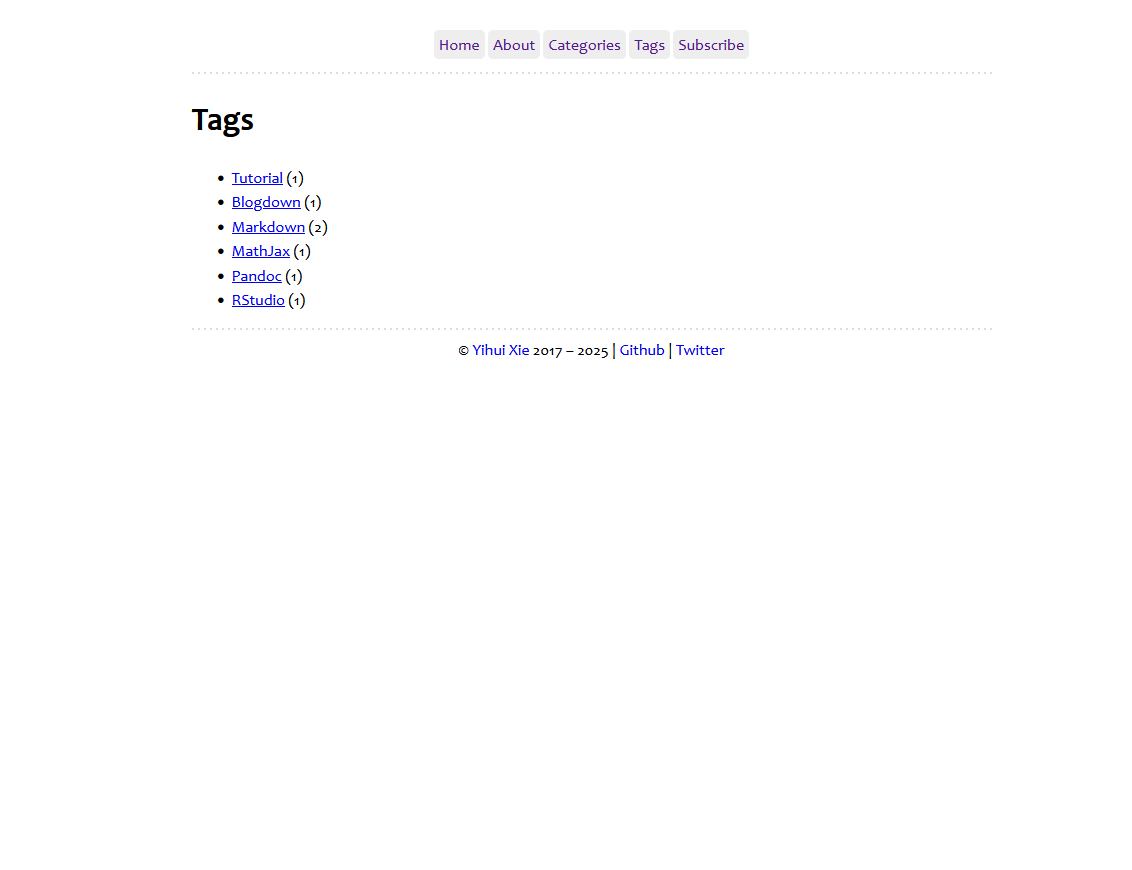 Home About Categories Tags Subscribe
Tags
• Tutorial (1)
• Blogdown (1)
• Markdown (2)
• MathJax (1)
• Pandoc (1)
• RStudio (1)
© Yihui Xie 2017 – 2025 | Github | Twitter